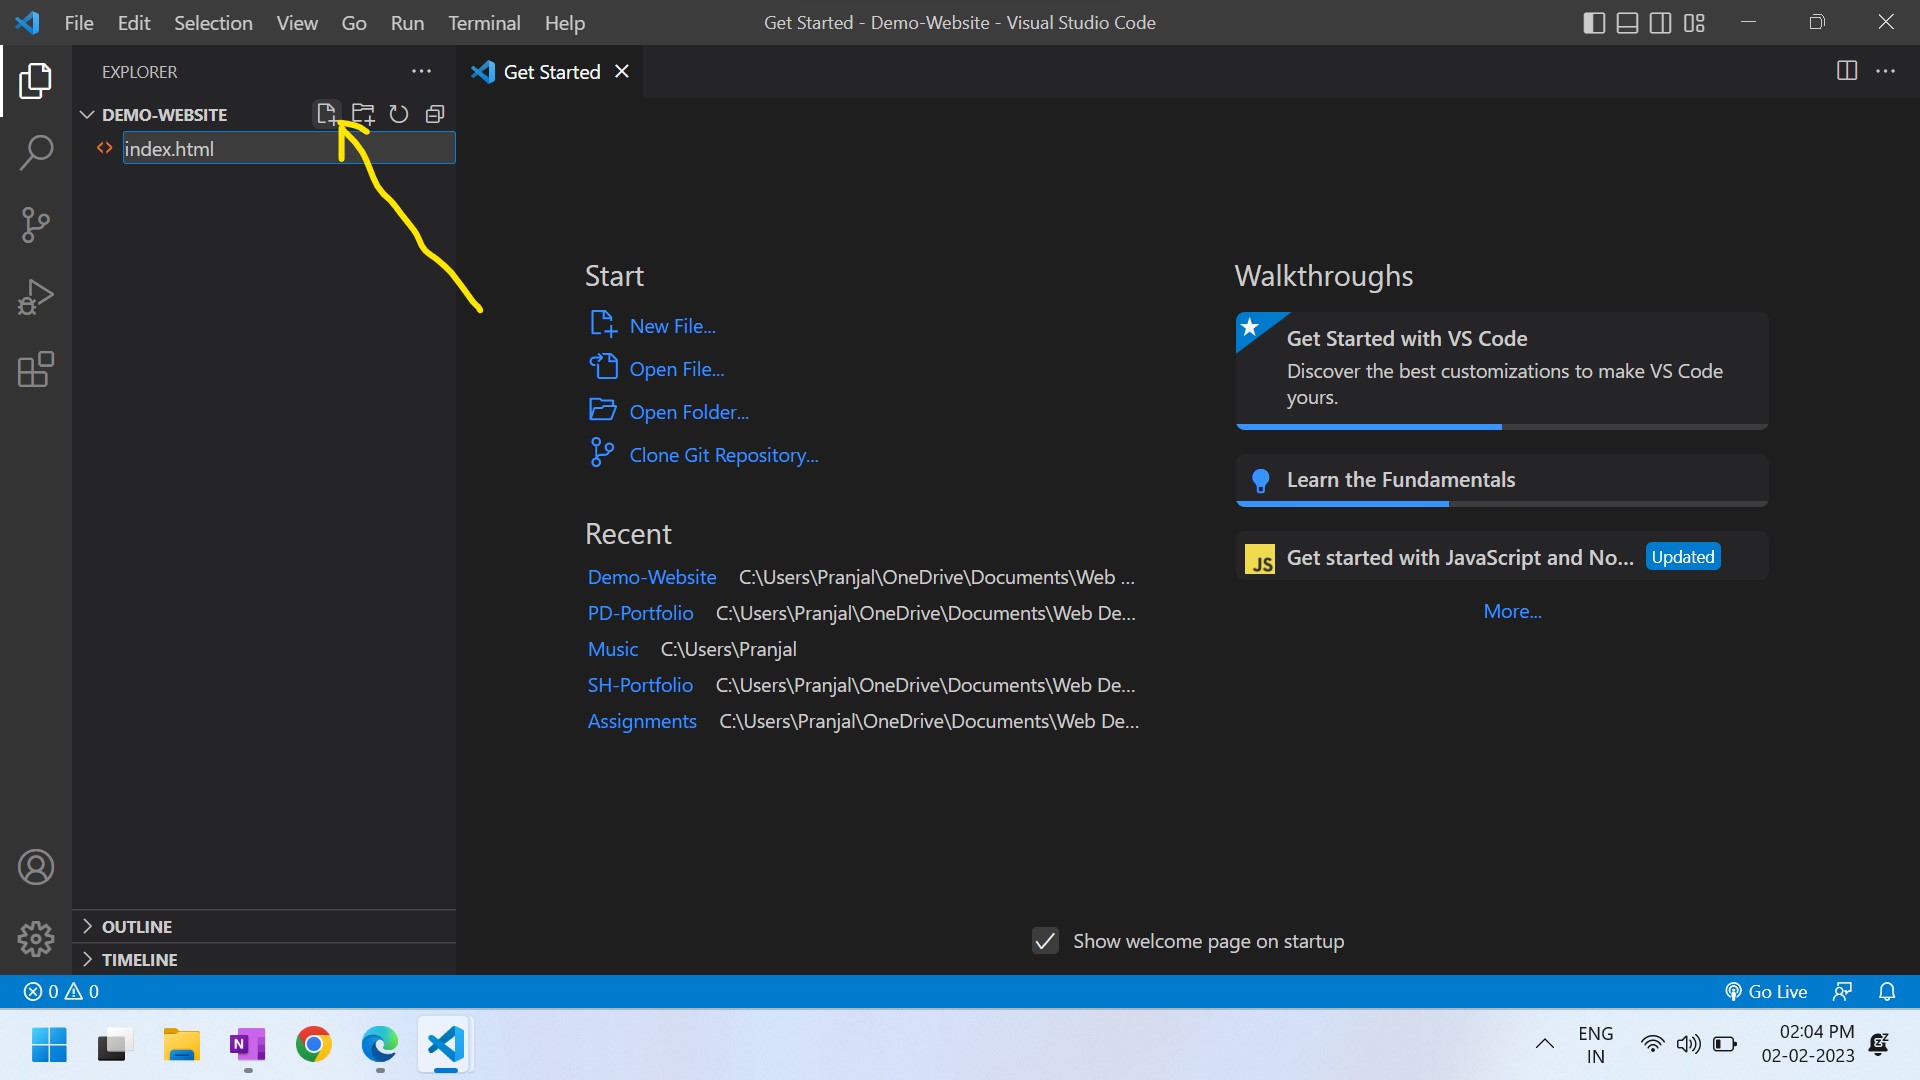 File Edit Selection View Go Run Terminal Help
Get Started - Demo-Website - Visual Studio Code
EXPLORER
Get Started
DEMO-WEBSITE
index.html
Start
New File...
Open File...
Open Folder...
Clone Git Repository...
Recent
Demo-Website C:\Users\Pranjal\OneDrive\Documents\Web ...
PD-Portfolio C:\Users\Pranjal\OneDrive\Documents\Web De...
Music C:\Users\Pranjal
SH-Portfolio C:\Users\Pranjal\OneDrive\Documents\Web De...
Assignments C:\Users\Pranjal\OneDrive\Documents\Web De...
Walkthroughs
Get Started with VS Code
Discover the best customizations to make VS Code
yours.
Learn the Fundamentals
JS Get started with JavaScript and No... Updated
More...
Show welcome page on startup
OUTLINE
TIMELINE
0 0
Go Live
N
ENG
IN
02:04 PM
02-02-2023